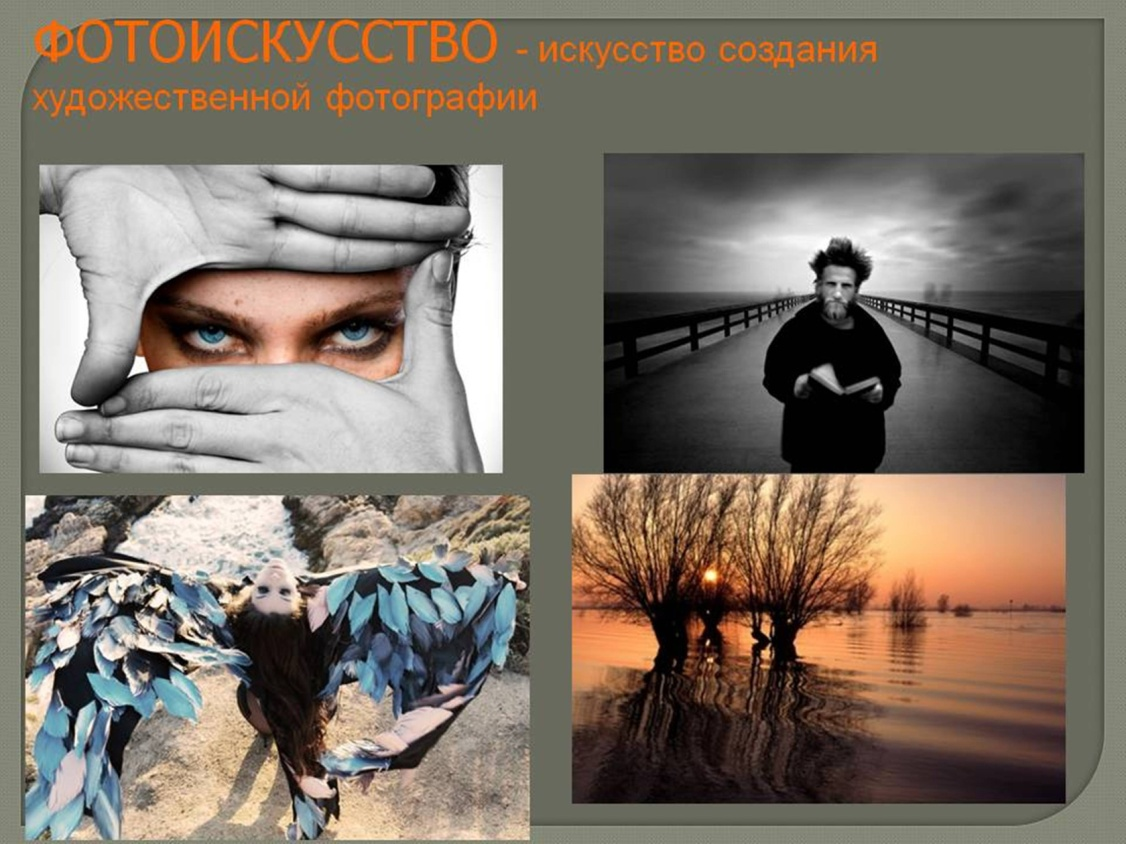 ФОТОИСКУССТВО - искусство создания
художественной фотографии